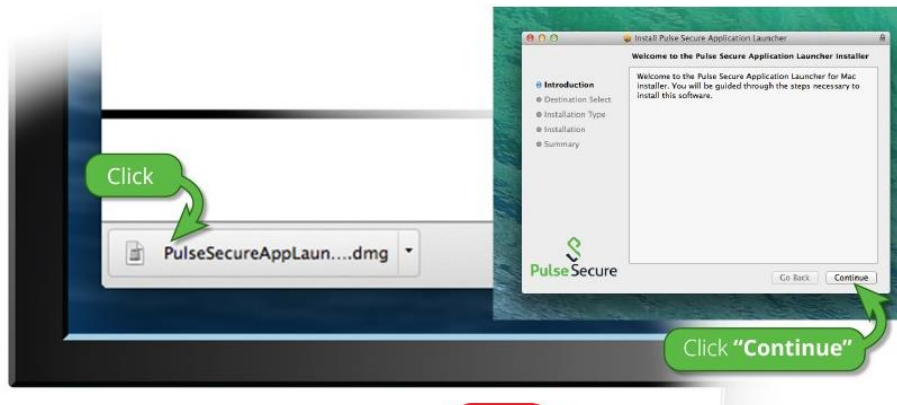 Click
PulseSecureAppLaun....dmg
Install Pulse Secure Application Launcher
Welcome to the Pulse Secure Application Launcher Installer
Introduction
Destination Select
Installation Type
Installation
Summary
Welcome to the Pulse Secure Application Launcher for Mac
installer. You will be guided through the steps necessary to
install this software.
Pulse Secure
Go Back
Continue
Click "Continue"